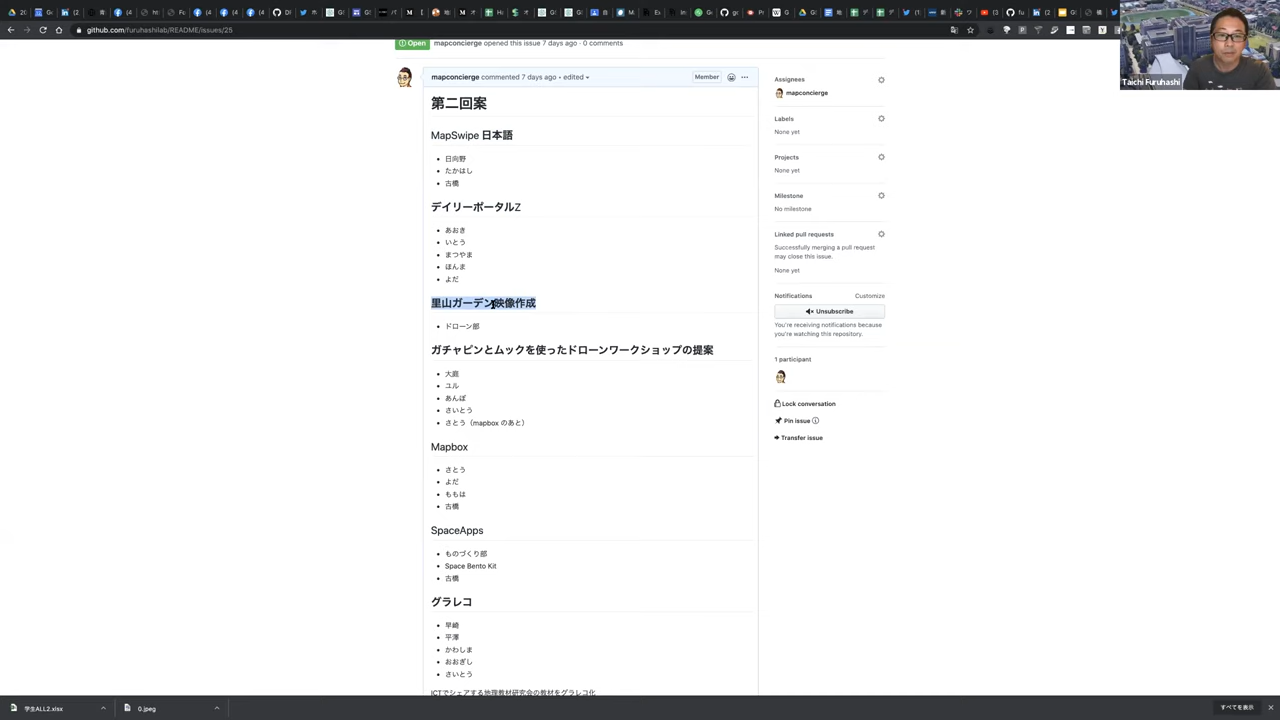 github.com/furuhashilab/README/issues/25
Taichi Furuhashi
Open mapconcierge opened this issue 7 days ago · 0 comments
mapconcierge commented 7 days ago • edited
Member
第二回案
MapSwipe 日本語
日向野
たかはし
古橋
デイリーポータルZ
あおき
いとう
まつやま
ほんま
よだ
里山ガーデン映像作成
ドローン部
ガチャピンとムックを使ったドローンワークショップの提案
大庭
ユル
あんぽ
さいとう
さとう（mapbox のあと）
Mapbox
さとう
よだ
ももは
古橋
SpaceApps
ものづくり部
Space Bento Kit
古橋
グラレコ
早崎
平澤
かわしま
おおぎし
さいとう
ICTでシェアする地理教材研究会の教材をグラレコ化
Assignees
mapconcierge
Labels
None yet
Projects
None yet
Milestone
No milestone
Linked pull requests
Successfully merging a pull request
may close this issue.
None yet
Notifications
Customize
Unsubscribe
You're receiving notifications because
you're watching this repository.
1 participant
Lock conversation
Pin issue
Transfer issue
学生ALL2.xlsx
0.jpeg
すべてを表示